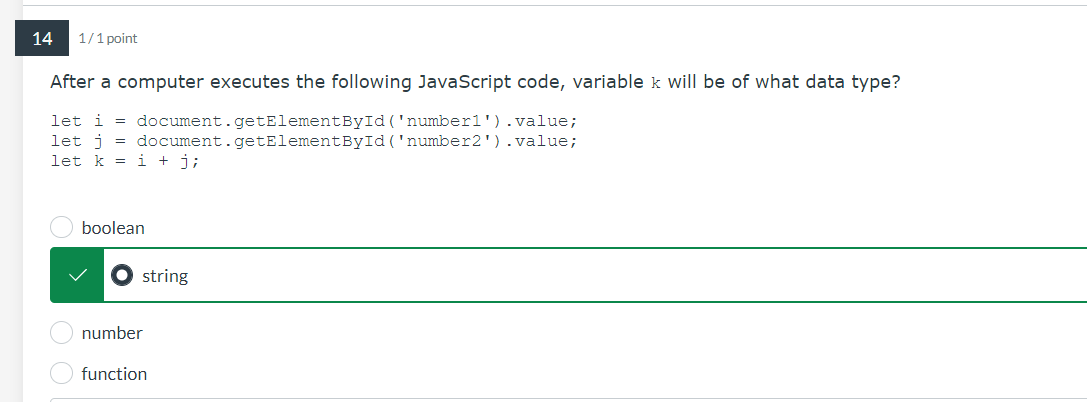 14
1 / 1 point
After a computer executes the following JavaScript code, variable k will be of what data type?
let i = document.getElementById('number1').value;
let j = document.getElementById('number2').value;
let k = i + j;
boolean
string
number
function